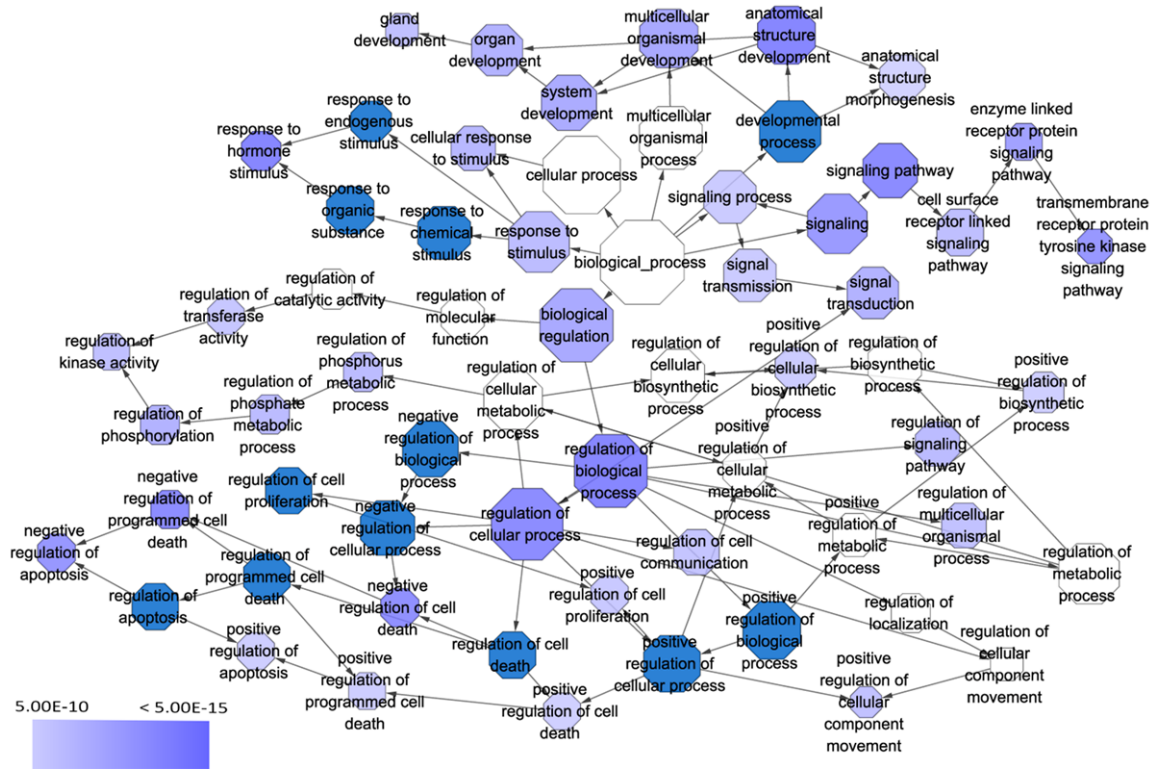 gland
development
organ
development
multicellular
organismal
development
anatomical
structure
development
anatomical
structure
morphogenesis
system
development
response to
endogenous
stimulus
response to
hormone
stimulus
cellular response
to stimulus
multicellular
organismal
process
developmental
process
enzyme linked
receptor protein
signaling
pathway
cellular process
signaling process
signaling pathway
response to
organic
substance
response to
chemical
stimulus
response to
stimulus
biological_process
signaling
cell surface
receptor linked
signaling
pathway
transmembrane
receptor protein
tyrosine kinase
signaling
pathway
signal
transmission
signal
transduction
regulation of
catalytic activity
regulation of
transferase
activity
regulation of
molecular
function
biological
regulation
regulation of
kinase activity
regulation of
phosphorus
metabolic
process
regulation of
cellular
metabolic
process
regulation of
cellular
biosynthetic
process
positive
regulation of
cellular
biosynthetic
process
regulation of
biosynthetic
process
positive
regulation of
biosynthetic
process
regulation of
phosphorylation
regulation of
phosphate
metabolic
process
negative
regulation of
biological
process
regulation of
biological
process
positive
regulation of
cellular
metabolic
process
regulation of
signaling
pathway
negative
regulation of
programmed cell
death
regulation of cell
proliferation
negative
regulation of
cellular process
regulation of
cellular process
regulation of cell
communication
positive
regulation of
metabolic
process
regulation of
multicellular
organismal
process
regulation of
metabolic
process
negative
regulation of
apoptosis
regulation of
programmed cell
death
negative
regulation of cell
death
positive
regulation of cell
proliferation
regulation of
apoptosis
positive
regulation of
biological
process
regulation of
localization
regulation of
cellular
component
movement
positive
regulation of
apoptosis
regulation of cell
death
positive
regulation of
cellular process
positive
regulation of
programmed cell
death
positive
regulation of cell
death
positive
regulation of
cellular
component
movement
5.00E-10
< 5.00E-15